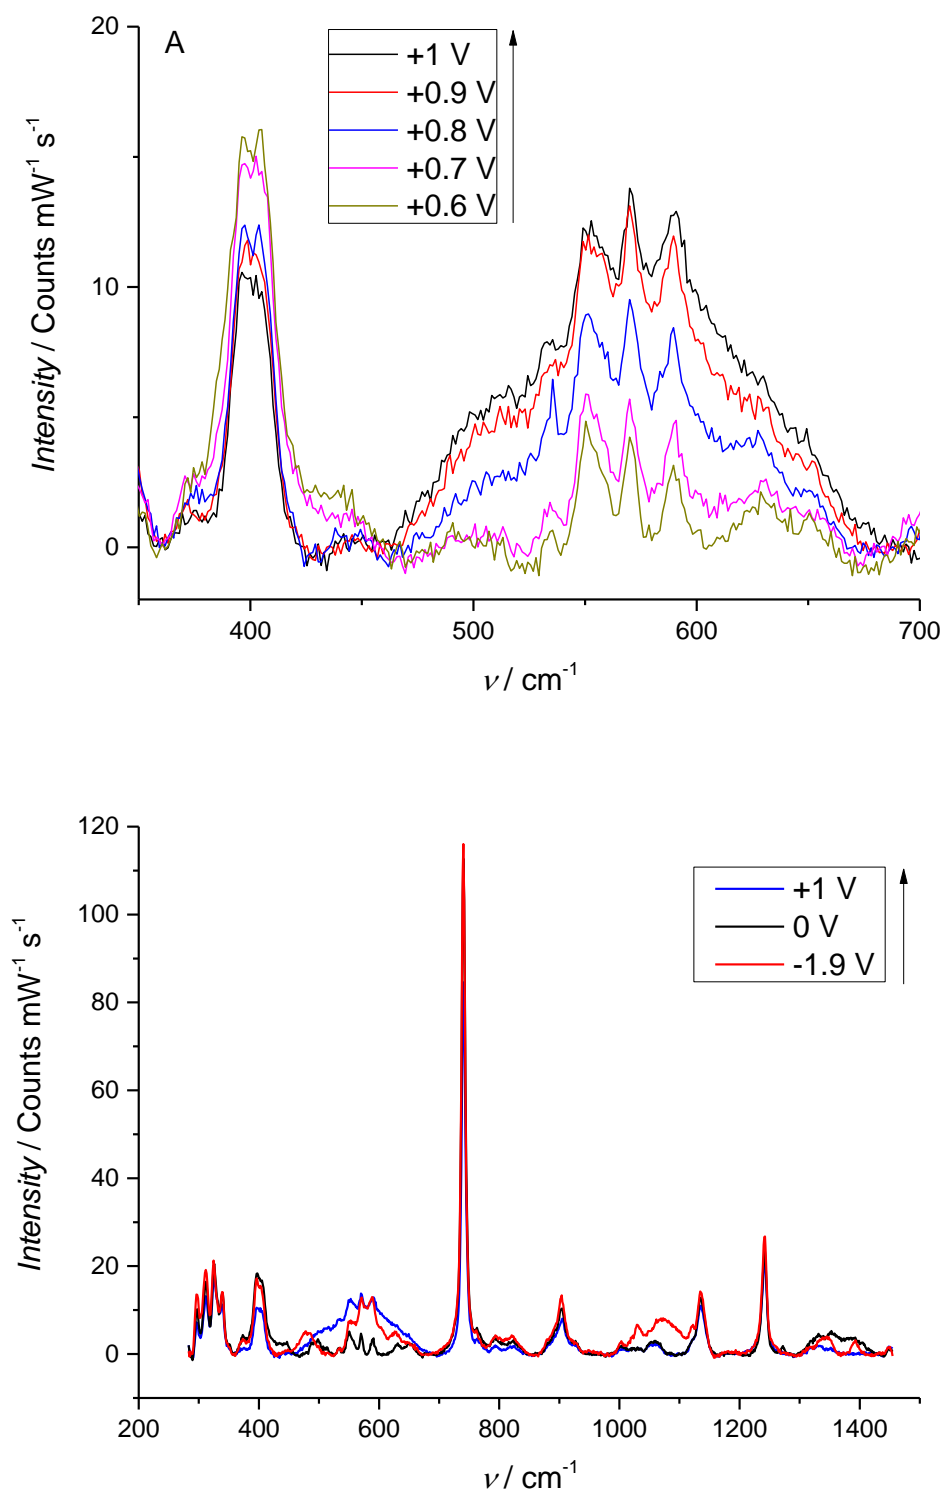 20
A
+1 V
+0.9 V
+0.8 V
+0.7 V
+0.6 V
10
0
Intensity / Counts mW⁻¹ s⁻¹
400
500
600
700
ν / cm⁻¹
120
100
80
60
40
20
0
+1 V
0 V
-1.9 V
Intensity / Counts mW⁻¹ s⁻¹
200
400
600
800
1000
1200
1400
ν / cm⁻¹